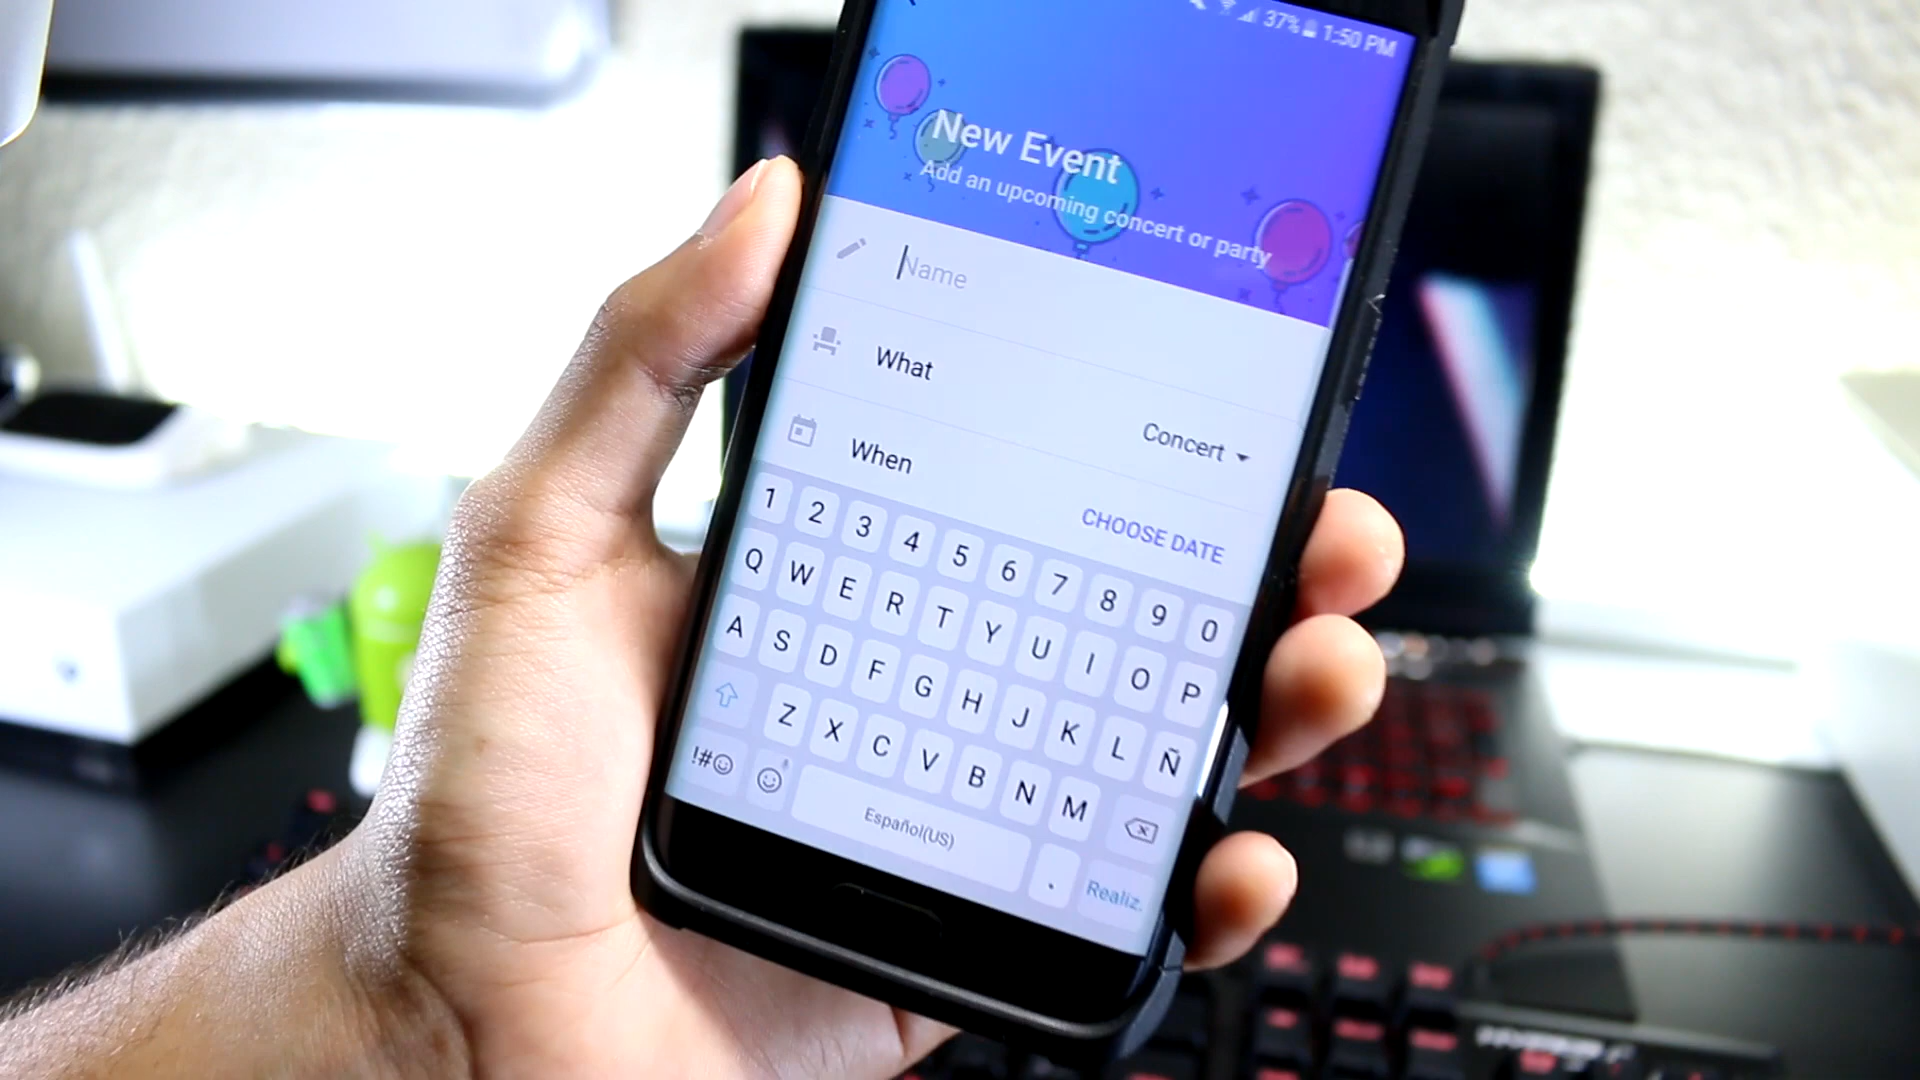 37% 1:50 PM
New Event
Add an upcoming concert or party
Name
What
Concert
When
CHOOSE DATE
1 2 3 4 5 6 7 8 9 0
Q W E R T Y U I O P
A S D F G H J K L Ñ
Z X C V B N M
!#☺ Español(US) . Realiz.